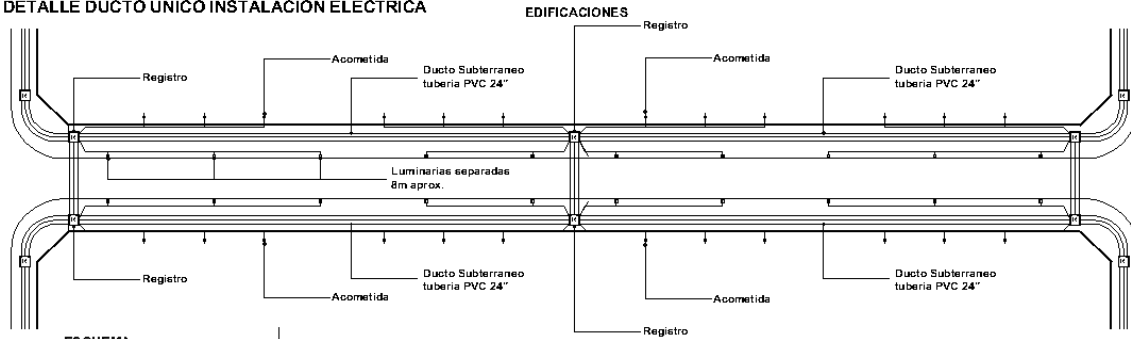 DETALLE DUCTO UNICO INSTALACION ELECTRICA
EDIFICACIONES
Registro
Acometida
Acometida
Registro
Ducto Subterraneo
tuberia PVC 24"
Ducto Subterraneo
tuberia PVC 24"
Luminarias separadas
8m aprox.
Registro
Ducto Subterraneo
tuberia PVC 24"
Ducto Subterraneo
tuberia PVC 24"
Acometida
Acometida
Registro